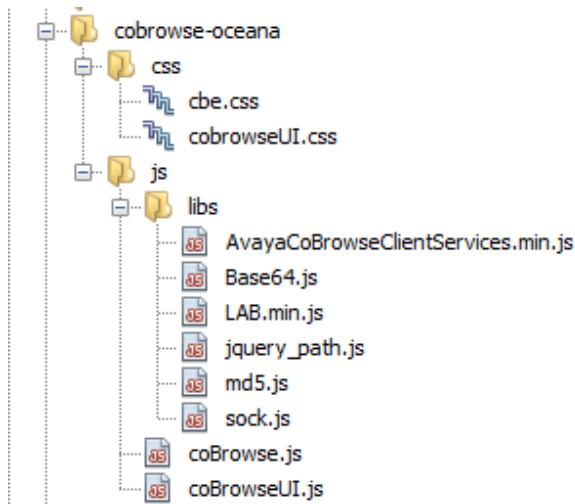 cobrowse-oceana
css
cbe.css
cobrowseUI.css
js
libs
AvayaCoBrowseClientServices.min.js
Base64.js
LAB.min.js
jquery_path.js
md5.js
sock.js
coBrowse.js
coBrowseUI.js